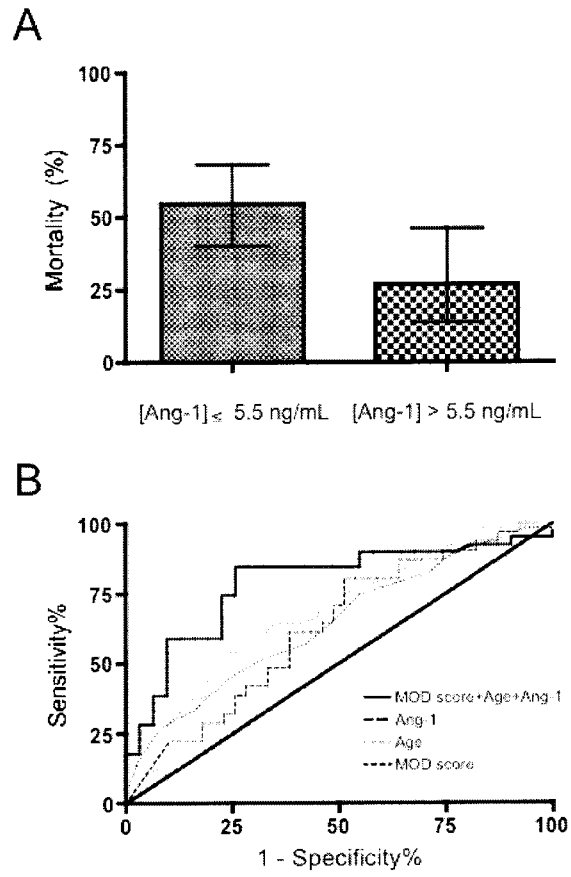 A
Mortality (%)
100
75
50
25
0
[Ang-1] ≤ 5.5 ng/mL
[Ang-1] > 5.5 ng/mL
B
Sensitivity%
100
75
50
25
0
MOD score+Age+Ang-1
Ang-1
Age
MOD score
0
25
50
75
100
1 - Specificity%